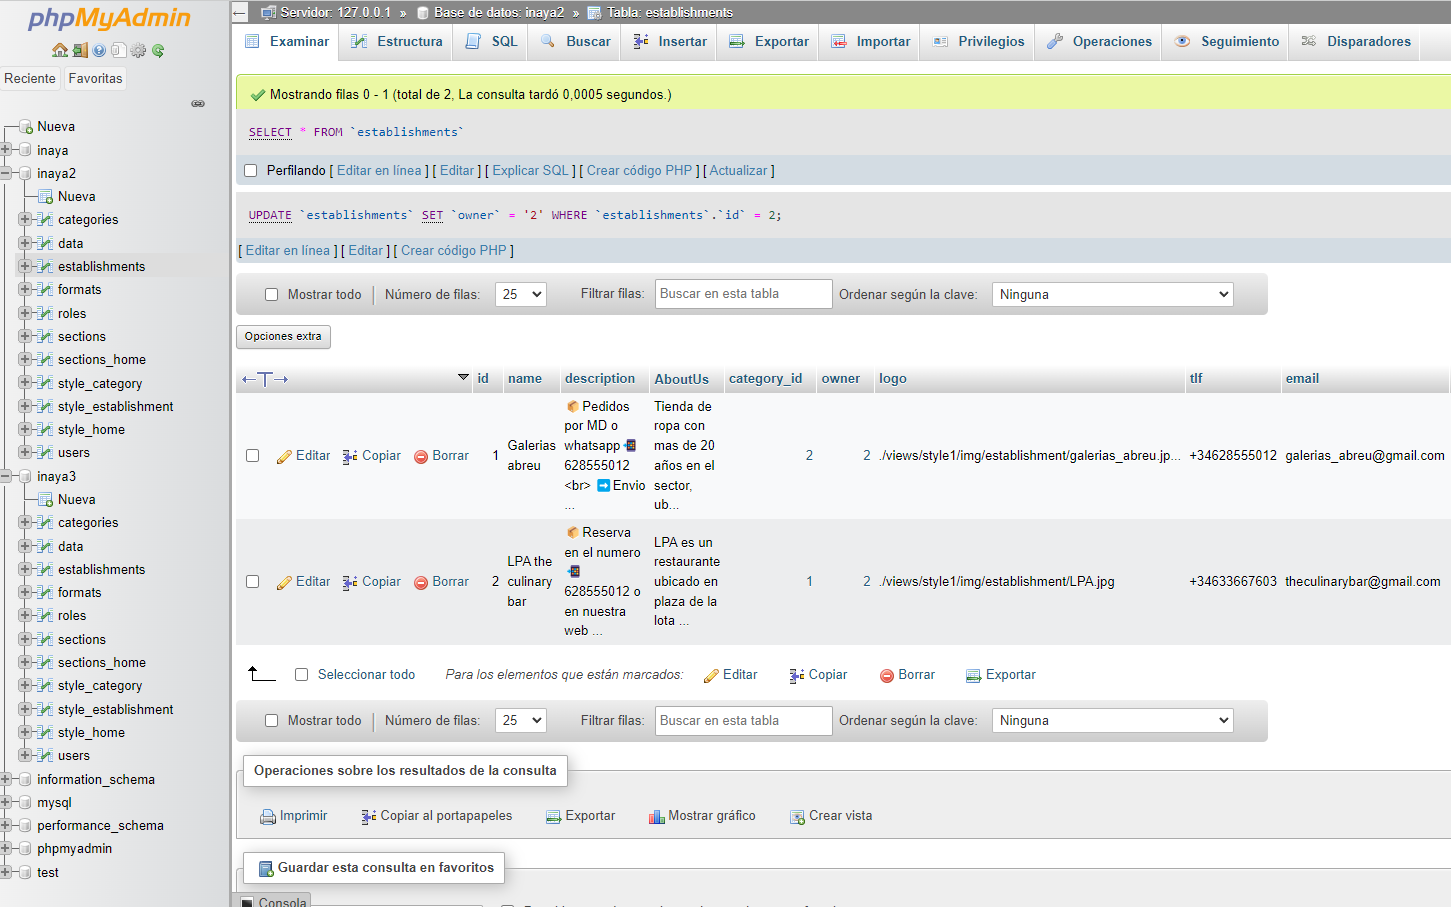 phpMyAdmin
Reciente Favoritas
Nueva
inaya
inaya2
Nueva
categories
data
establishments
formats
roles
sections
sections_home
style_category
style_establishment
style_home
users
inaya3
Nueva
categories
data
establishments
formats
roles
sections
sections_home
style_category
style_establishment
style_home
users
information_schema
mysql
performance_schema
phpmyadmin
test
Servidor: 127.0.0.1 » Base de datos: inaya2 » Tabla: establishments
Examinar Estructura SQL Buscar Insertar Exportar Importar Privilegios Operaciones Seguimiento Disparadores
Mostrando filas 0 - 1 (total de 2, La consulta tardó 0,0005 segundos.)
SELECT * FROM `establishments`
Perfilando [ Editar en línea ] [ Editar ] [ Explicar SQL ] [ Crear código PHP ] [ Actualizar ]
UPDATE `establishments` SET `owner` = '2' WHERE `establishments`.`id` = 2;
[ Editar en línea ] [ Editar ] [ Crear código PHP ]
Mostrar todo Número de filas: 25 Filtrar filas: Buscar en esta tabla Ordenar según la clave: Ninguna
Opciones extra
id name description AboutUs category_id owner logo tlf email
Editar Copiar Borrar 1
Galerias
abreu
📦 Pedidos
por MD o
whatsapp 📲
628555012
<br> ➡️ Envio
...
Tienda de
ropa con
mas de 20
años en el
sector,
ub...
2 2 ./views/style1/img/establishment/galerias_abreu.jp... +34628555012 galerias_abreu@gmail.com
Editar Copiar Borrar 2
LPA the
culinary
bar
📦 Reserva
en el numero
📲
628555012 o
en nuestra
web ...
LPA es un
restaurante
ubicado en
plaza de la
lota ...
1 2 ./views/style1/img/establishment/LPA.jpg +34633667603 theculinarybar@gmail.com
Seleccionar todo Para los elementos que están marcados: Editar Copiar Borrar Exportar
Mostrar todo Número de filas: 25 Filtrar filas: Buscar en esta tabla Ordenar según la clave: Ninguna
Operaciones sobre los resultados de la consulta
Imprimir Copiar al portapapeles Exportar Mostrar gráfico Crear vista
Guardar esta consulta en favoritos
Consola